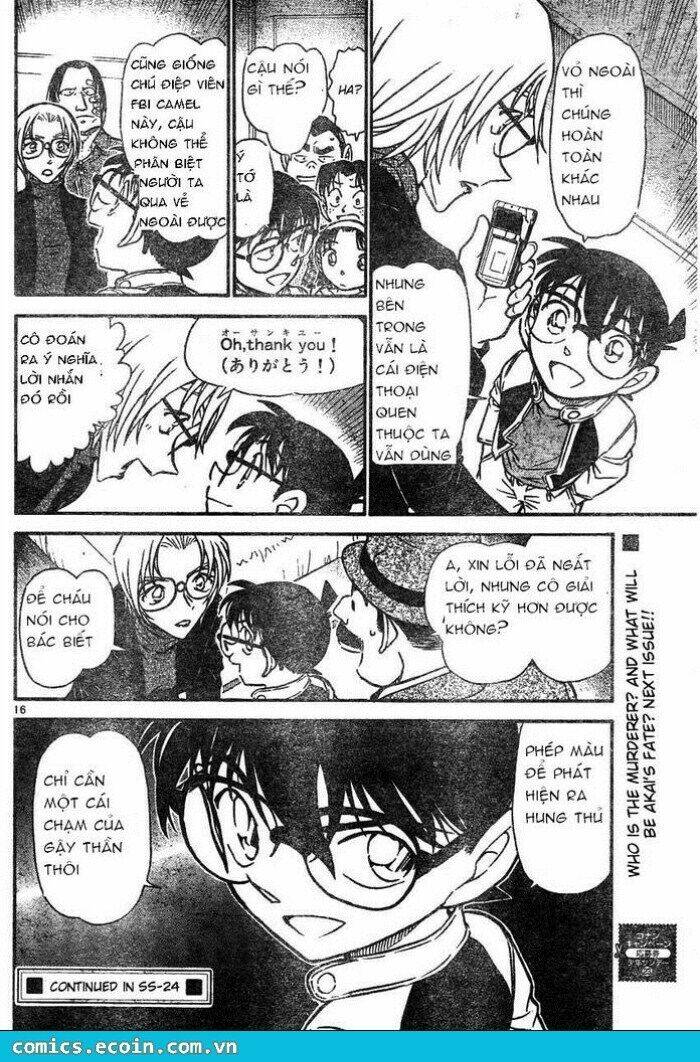 CŨNG GIỐNG
CHÚ ĐIỆP VIÊN
FBI CAMEL
NÀY, CẬU
KHÔNG THỂ
PHÂN BIỆT
NGƯỜI TA
QUA VẺ
NGOÀI ĐƯỢC
CẬU NÓI
GÌ THẾ?
HA?
Ý
TỚ
LÀ
VỎ NGOÀI
THÌ
CHÚNG
HOÀN
TOÀN
KHÁC
NHAU
NHƯNG
BÊN
TRONG
VẪN LÀ
CÁI ĐIỆN
THOẠI
QUEN
THUỘC TA
VẪN DÙNG
CÔ ĐOÁN
RA Ý NGHĨA
LỜI NHẮN
ĐÓ RỒI
オーサンキュー
Oh,thank you!
(ありがとう!)
ĐỂ CHÁU
NÓI CHO
BÁC BIẾT
A, XIN LỖI ĐÃ NGẮT
LỜI, NHƯNG CÔ GIẢI
THÍCH KỸ HƠN ĐƯỢC
KHÔNG?
16
CHỈ CẦN
MỘT CÁI
CHẠM CỦA
GẬY THẦN
THÔI
PHÉP MÀU
ĐỂ PHÁT
HIỆN RA
HUNG THỦ
WHO IS THE MURDERER? AND WHAT WILL
BE AKAI'S FATE? NEXT ISSUE!!
応募券
CONTINUED IN SS-24
comics.ecoin.com.vn